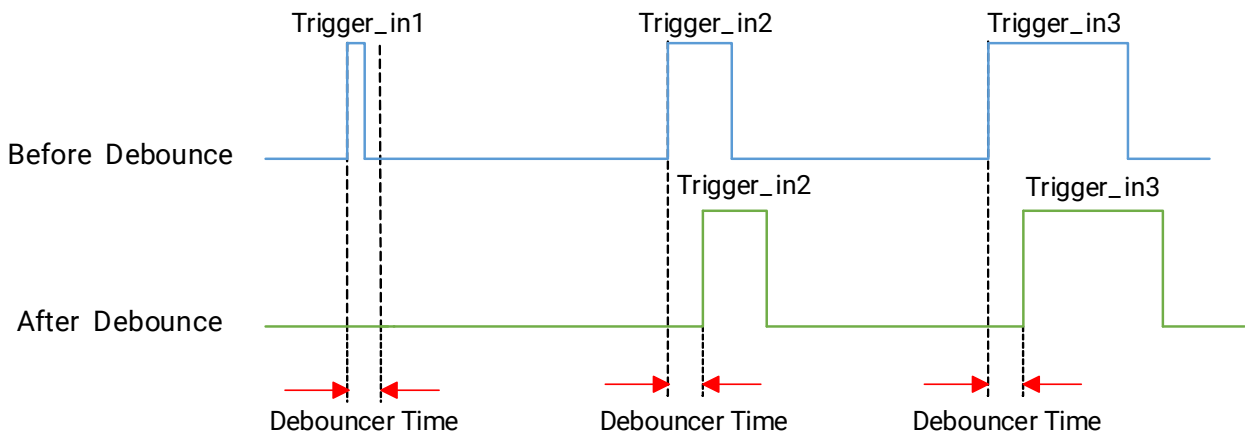 Trigger_in1
Trigger_in2
Trigger_in3
Before Debounce
Trigger_in2
Trigger_in3
After Debounce
Debouncer Time
Debouncer Time
Debouncer Time